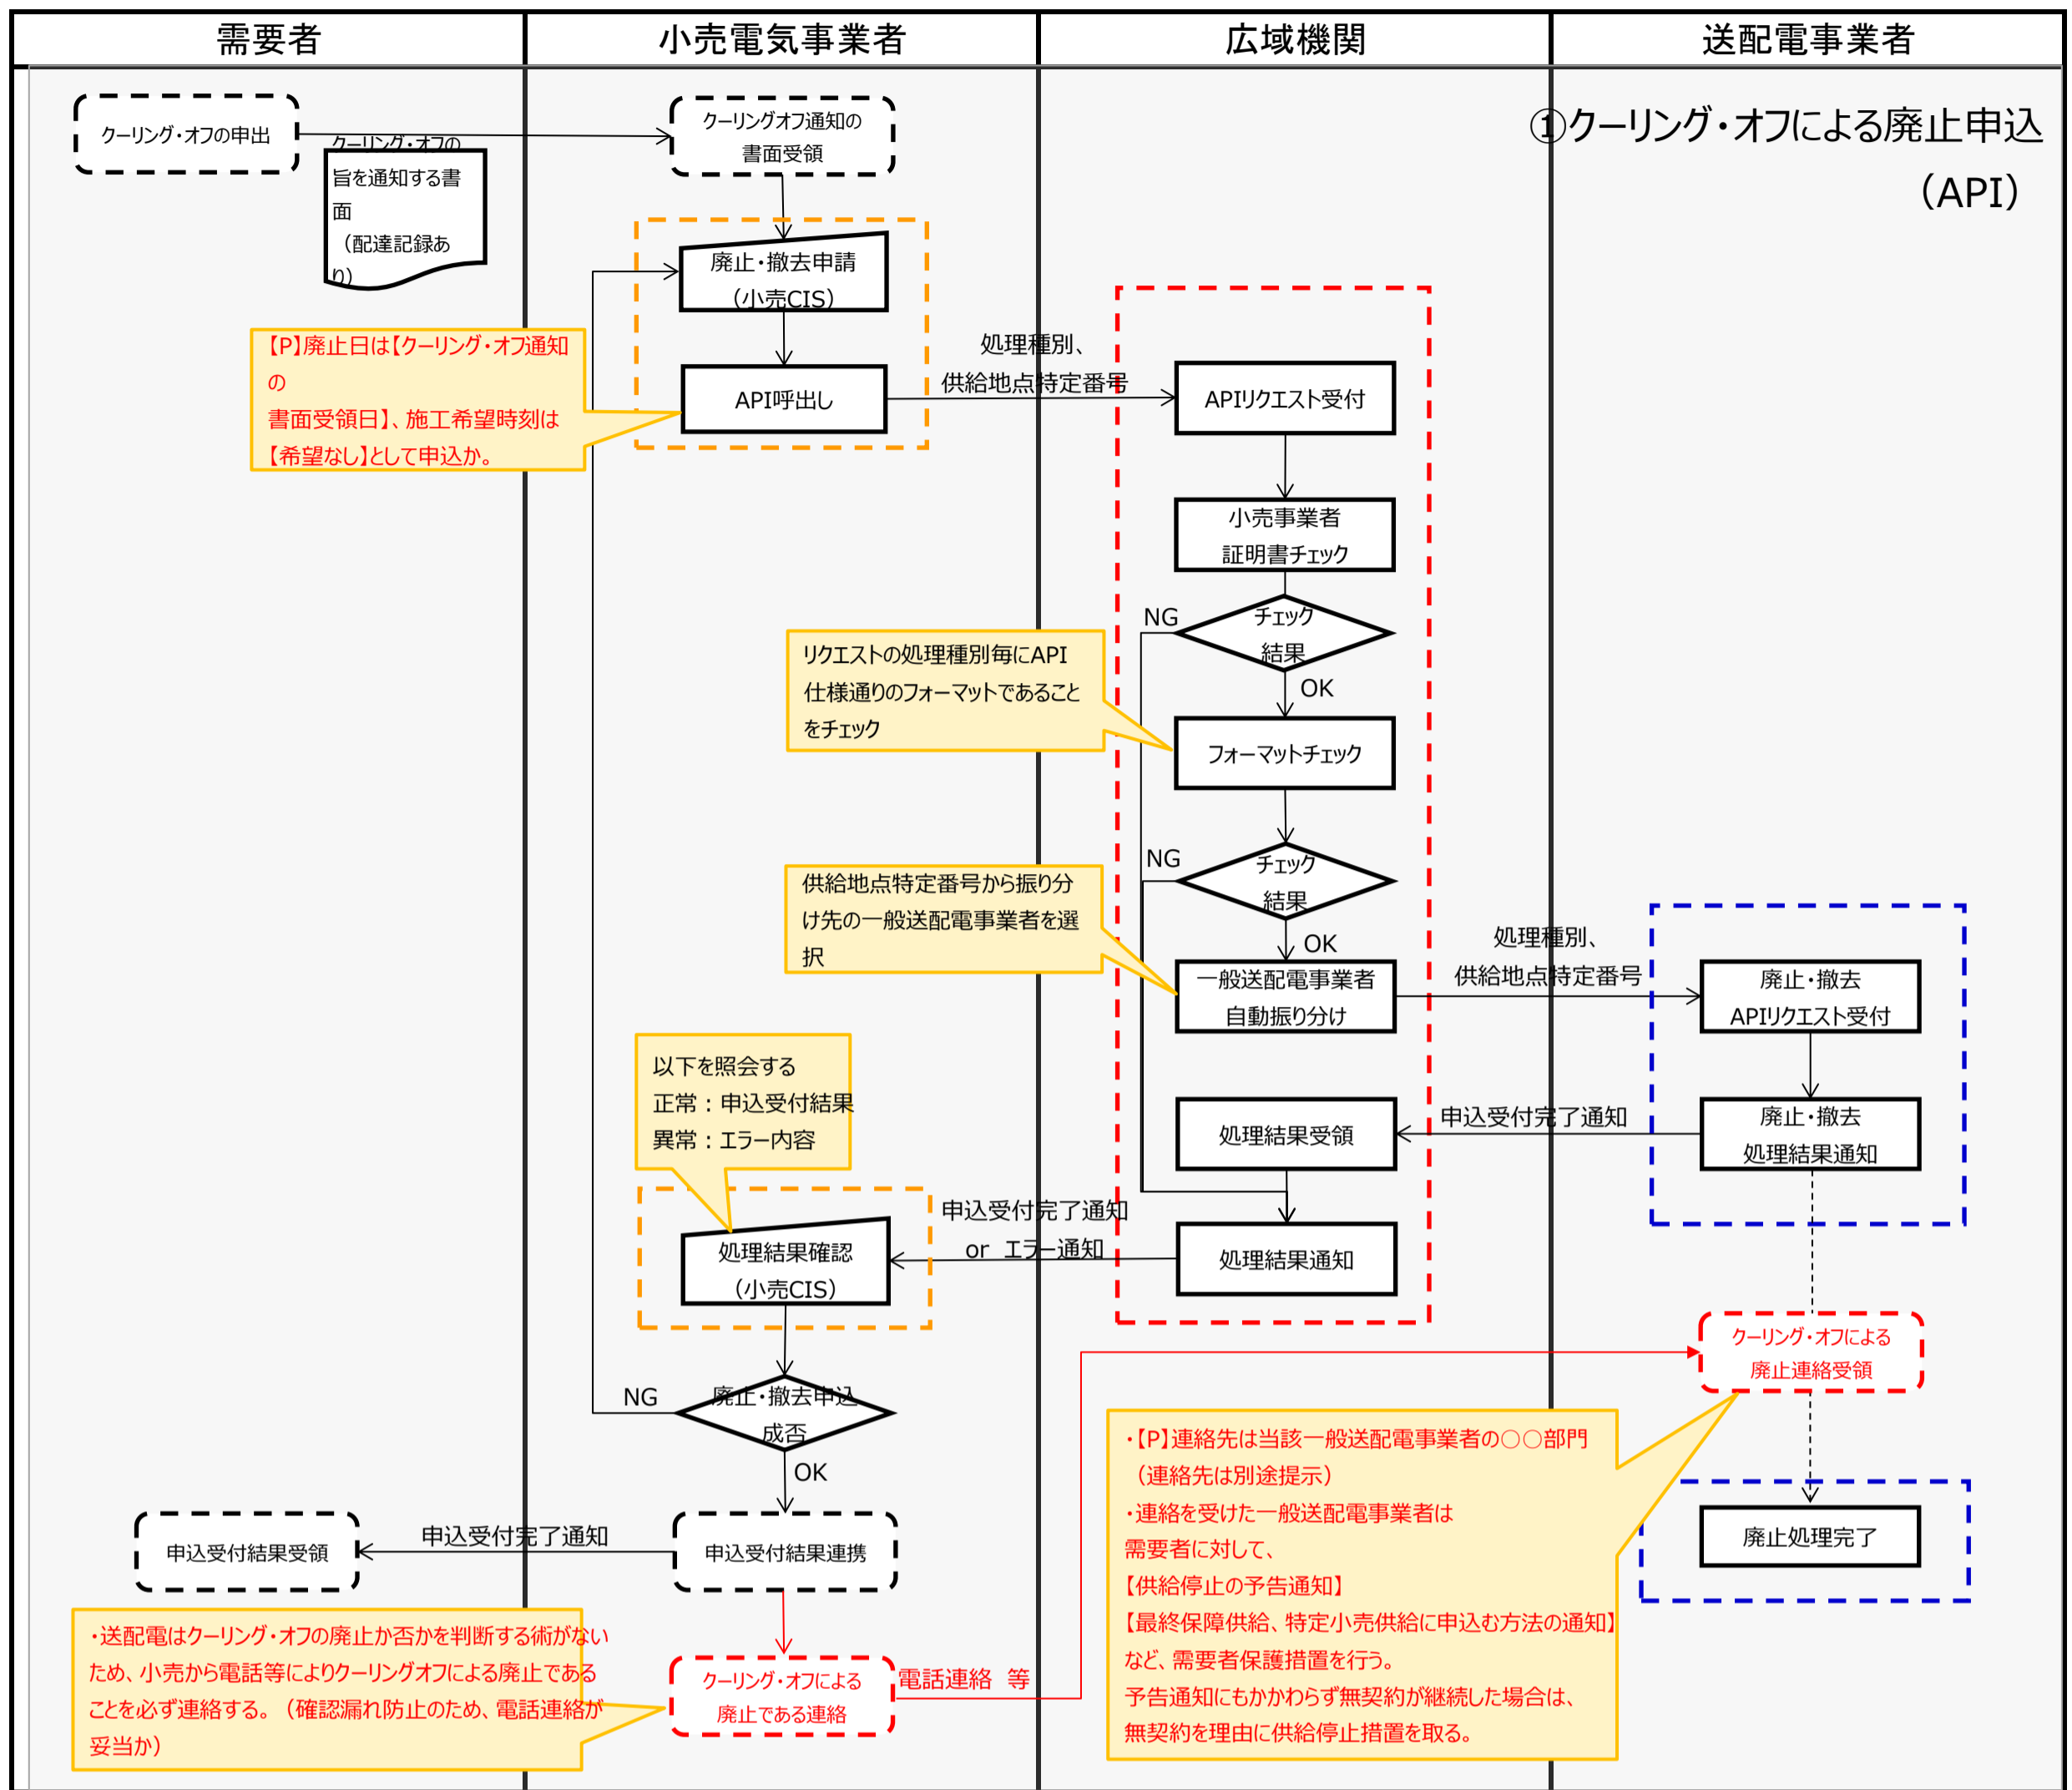 需要者
小売電気事業者
広域機関
送配電事業者
①クーリング・オフによる廃止申込
（API）
クーリング・オフの申出
クーリング・オフの
旨を通知する書
面
（配達記録あ
り）
クーリングオフ通知の
書面受領
廃止・撤去申請
（小売CIS）
【P】廃止日は【クーリング・オフ通知
の
書面受領日】、施工希望時刻は
【希望なし】として申込か。
API呼出し
処理種別、
供給地点特定番号
APIリクエスト受付
小売事業者
証明書チェック
NG
チェック
結果
OK
リクエストの処理種別毎にAPI
仕様通りのフォーマットであること
をチェック
フォーマットチェック
NG
チェック
結果
OK
供給地点特定番号から振り分
け先の一般送配電事業者を選
択
一般送配電事業者
自動振り分け
処理種別、
供給地点特定番号
廃止・撤去
APIリクエスト受付
廃止・撤去
処理結果通知
申込受付完了通知
処理結果受領
処理結果通知
申込受付完了通知
or エラー通知
以下を照会する
正常：申込受付結果
異常：エラー内容
処理結果確認
（小売CIS）
NG
廃止・撤去申込
成否
OK
申込受付結果連携
申込受付完了通知
申込受付結果受領
・送配電はクーリング・オフの廃止か否かを判断する術がない
ため、小売から電話等によりクーリングオフによる廃止である
ことを必ず連絡する。（確認漏れ防止のため、電話連絡が
妥当か）
クーリング・オフによる
廃止である連絡
電話連絡 等
クーリング・オフによる
廃止連絡受領
・【P】連絡先は当該一般送配電事業者の○○部門
（連絡先は別途提示）
・連絡を受けた一般送配電事業者は
需要者に対して、
【供給停止の予告通知】
【最終保障供給、特定小売供給に申込む方法の通知】
など、需要者保護措置を行う。
予告通知にもかかわらず無契約が継続した場合は、
無契約を理由に供給停止措置を取る。
廃止処理完了